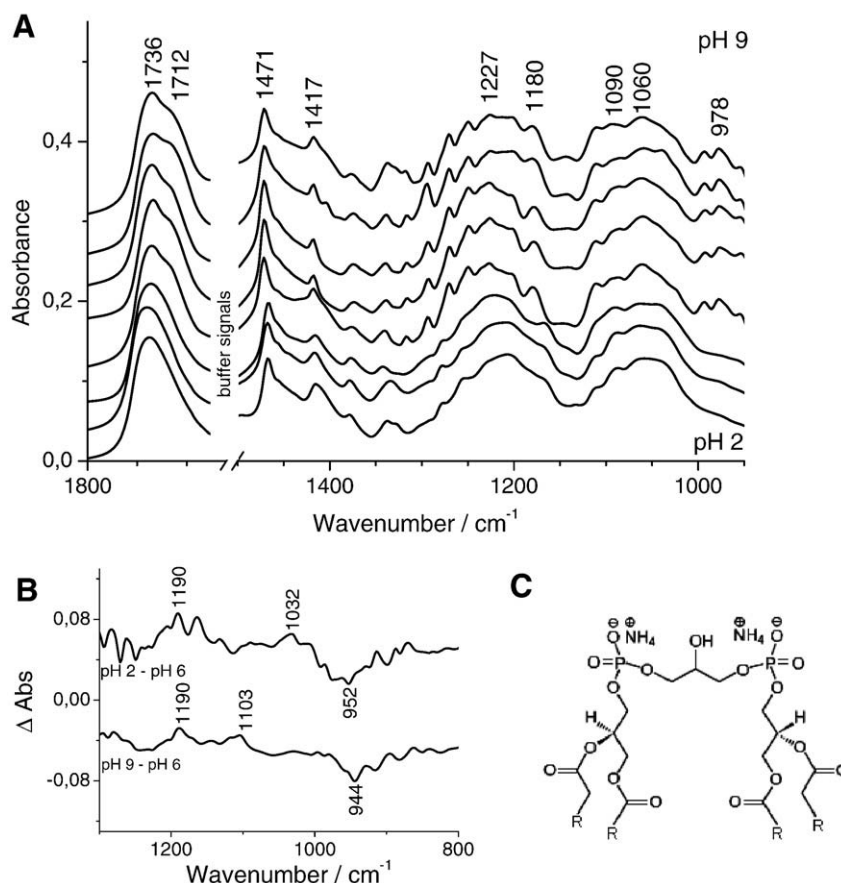 A
pH 9
1736
1712
1471
1417
1227
1180
1090
1060
978
0,4
0,2
0,0
Absorbance
buffer signals
pH 2
1800
1400
1200
1000
Wavenumber / cm⁻¹
B
1190
1032
0,08
pH 2 - pH 6
952
0,00
1190
1103
pH 9 - pH 6
944
-0,08
Δ Abs
1200
1000
800
Wavenumber / cm⁻¹
C
⊖ ⊕ ⊕ ⊖
O NH₄ OH NH₄ O
O=P O O P=O
O O
H H
O O O O
O O O O
R R R R